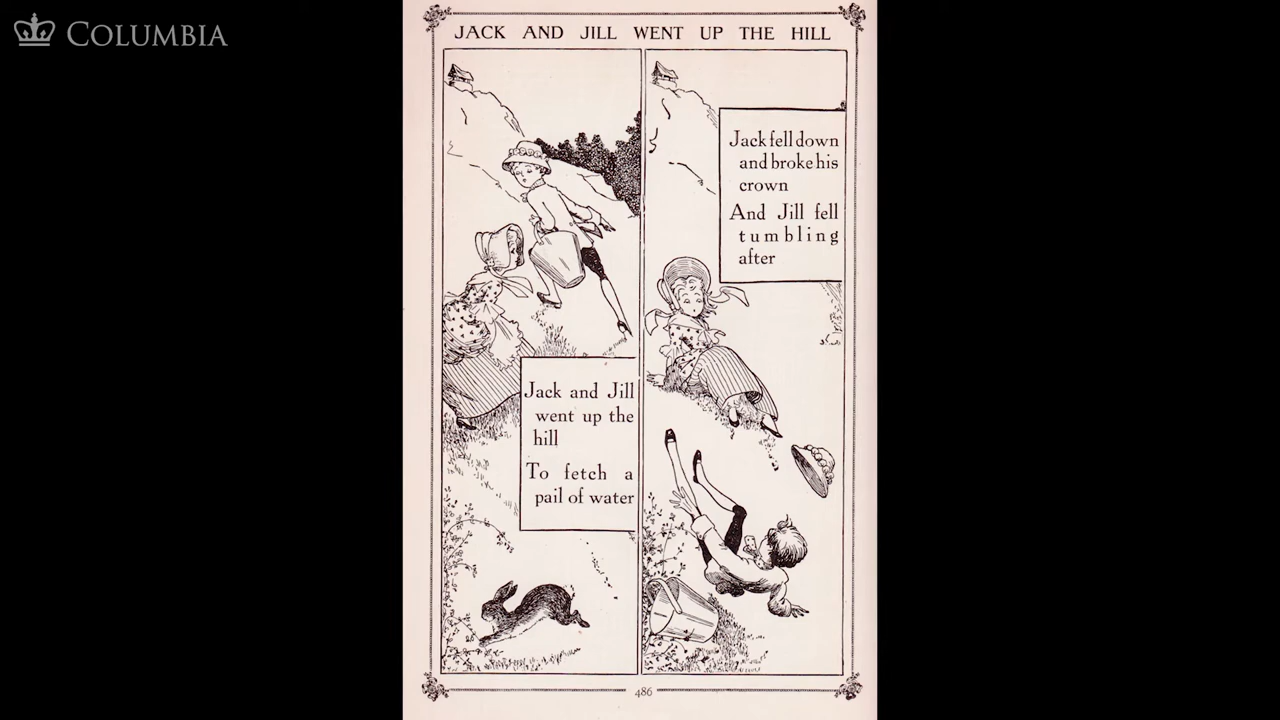 COLUMBIA
JACK AND JILL WENT UP THE HILL
Jack and Jill
went up the
hill
To fetch a
pail of water
Jack fell down
and broke his
crown
And Jill fell
tumbling
after
486